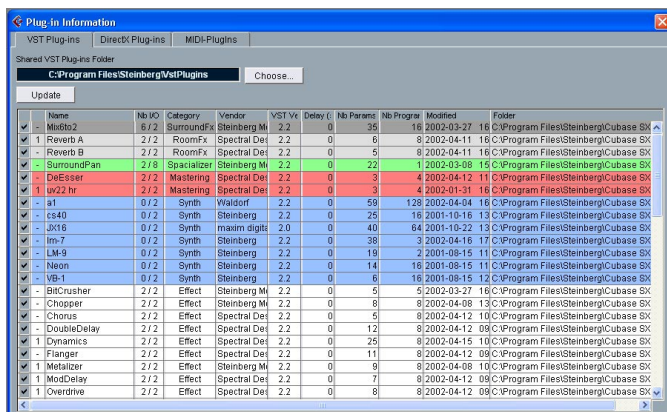 Plug-in Information
VST Plug-ins DirectX Plug-ins MIDI-PlugIns
Shared VST Plug-ins Folder
C:\Program Files\Steinberg\VstPlugins Choose...
Update
Name Nb I/O Category Vendor VST Ve Delay (: Nb Params Nb Prograr Modified Folder
- Mix6to2 6 / 2 SurroundFx Steinberg Me 2.2 0 35 16 2002-03-27 16 C:\Program Files\Steinberg\Cubase SX
1 Reverb A 2 / 2 RoomFx Spectral Des 2.2 0 6 8 2002-04-11 16 C:\Program Files\Steinberg\Cubase SX
- Reverb B 2 / 2 RoomFx Spectral Des 2.2 0 5 8 2002-04-11 16 C:\Program Files\Steinberg\Cubase SX
- SurroundPan 2 / 8 Spacializer Steinberg Me 2.2 0 22 1 2002-03-08 15 C:\Program Files\Steinberg\Cubase SX
- DeEsser 2 / 2 Mastering Spectral Des 2.2 0 3 4 2002-04-12 11 C:\Program Files\Steinberg\Cubase SX
1 uv22 hr 2 / 2 Mastering Spectral Des 2.2 0 3 4 2002-01-31 16 C:\Program Files\Steinberg\Cubase SX
- a1 0 / 2 Synth Waldorf 2.2 0 59 128 2002-04-04 16 C:\Program Files\Steinberg\Cubase SX
- cs40 0 / 2 Synth Steinberg 2.2 0 25 16 2001-10-16 13 C:\Program Files\Steinberg\Cubase SX
- JX16 0 / 2 Synth maxim digita 2.0 0 40 64 2001-10-22 13 C:\Program Files\Steinberg\Cubase SX
- lm-7 0 / 2 Synth Steinberg 2.2 0 38 3 2002-04-16 17 C:\Program Files\Steinberg\Cubase SX
- LM-9 0 / 2 Synth Steinberg 2.2 0 19 2 2001-08-15 11 C:\Program Files\Steinberg\Cubase SX
- Neon 0 / 2 Synth Steinberg 2.2 0 14 16 2001-08-15 11 C:\Program Files\Steinberg\Cubase SX
- VB-1 0 / 2 Synth Steinberg 2.2 0 6 16 2001-08-15 12 C:\Program Files\Steinberg\Cubase SX
- BitCrusher 2 / 2 Effect Steinberg Me 2.2 0 5 5 2002-03-27 16 C:\Program Files\Steinberg\Cubase SX
- Chopper 2 / 2 Effect Steinberg Me 2.2 0 8 8 2002-04-08 13 C:\Program Files\Steinberg\Cubase SX
- Chorus 2 / 2 Effect Spectral Des 2.2 0 5 8 2002-04-12 10 C:\Program Files\Steinberg\Cubase SX
- DoubleDelay 2 / 2 Effect Spectral Des 2.2 0 12 8 2002-04-12 09 C:\Program Files\Steinberg\Cubase SX
1 Dynamics 2 / 2 Effect Spectral Des 2.2 0 25 8 2002-04-15 10 C:\Program Files\Steinberg\Cubase SX
- Flanger 2 / 2 Effect Spectral Des 2.2 0 11 8 2002-04-12 09 C:\Program Files\Steinberg\Cubase SX
1 Metalizer 2 / 2 Effect Steinberg Me 2.2 0 9 8 2002-04-08 10 C:\Program Files\Steinberg\Cubase SX
1 ModDelay 2 / 2 Effect Spectral Des 2.2 0 7 8 2002-04-12 09 C:\Program Files\Steinberg\Cubase SX
1 Overdrive 2 / 2 Effect Spectral Des 2.2 0 8 8 2002-04-12 09 C:\Program Files\Steinberg\Cubase SX